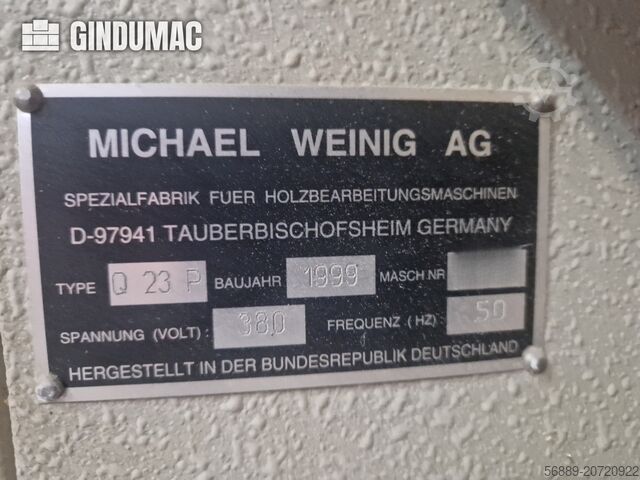 GINDUMAC
MICHAEL WEINIG AG
SPEZIALFABRIK FUER HOLZBEARBEITUNGSMASCHINEN
D-97941 TAUBERBISCHOFSHEIM GERMANY
TYPE Q 23 P BAUJAHR 1999 MASCH NR
SPANNUNG (VOLT) : 380 FREQUENZ ( HZ) : 50
HERGESTELLT IN DER BUNDESREPUBLIK DEUTSCHLAND
56889-20720922